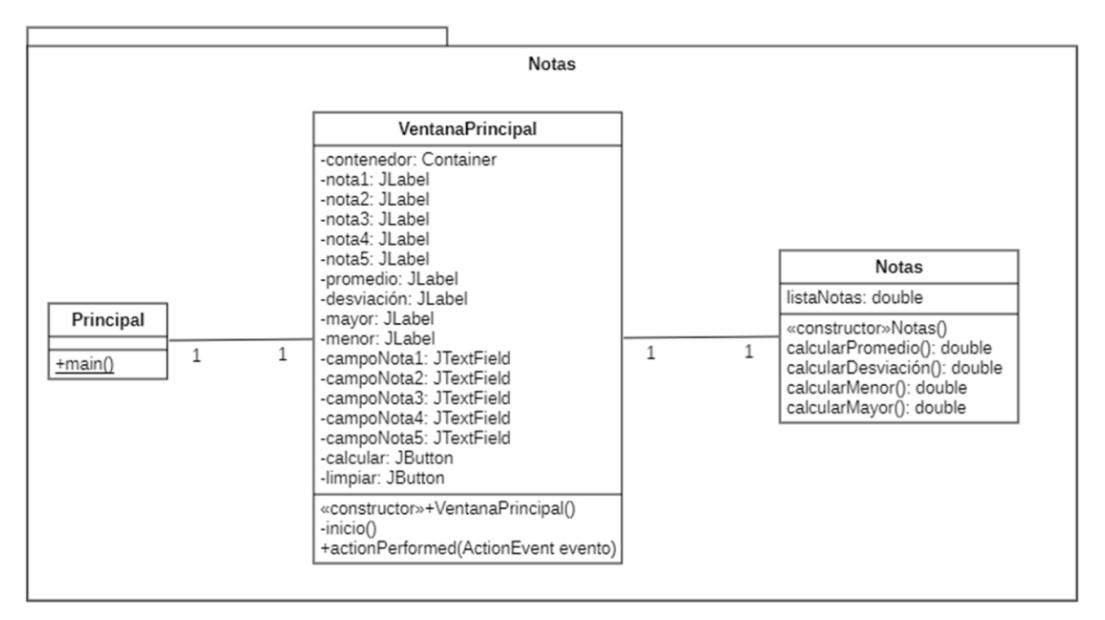 Notas
VentanaPrincipal
-contenedor: Container
-nota1: JLabel
-nota2: JLabel
-nota3: JLabel
-nota4: JLabel
-nota5: JLabel
-promedio: JLabel
-desviación: JLabel
-mayor: JLabel
-menor: JLabel
-campoNota1: JTextField
-campoNota2: JTextField
-campoNota3: JTextField
-campoNota4: JTextField
-campoNota5: JTextField
-calcular: JButton
-limpiar: JButton
«constructor»+VentanaPrincipal()
-inicio()
+actionPerformed(ActionEvent evento)
Principal
+main()
1
1
1
1
Notas
listaNotas: double
«constructor»Notas()
calcularPromedio(): double
calcularDesviación(): double
calcularMenor(): double
calcularMayor(): double